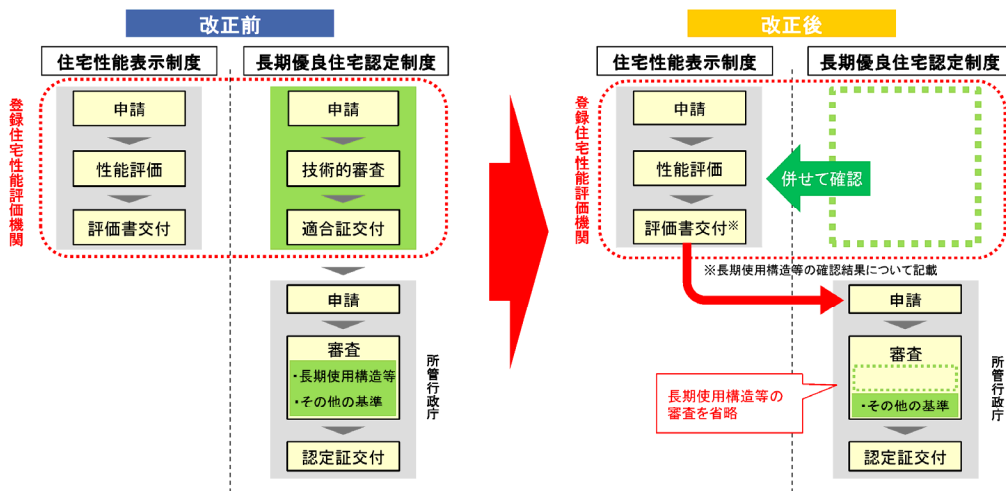 改正前
住宅性能表示制度
長期優良住宅認定制度
登録住宅性能評価機関
申請
性能評価
評価書交付
申請
技術的審査
適合証交付
申請
審査
・長期使用構造等
・その他の基準
認定証交付
所管行政庁
改正後
住宅性能表示制度
長期優良住宅認定制度
登録住宅性能評価機関
申請
性能評価
評価書交付※
併せて確認
※長期使用構造等の確認結果について記載
申請
審査
・その他の基準
認定証交付
所管行政庁
長期使用構造等の
審査を省略